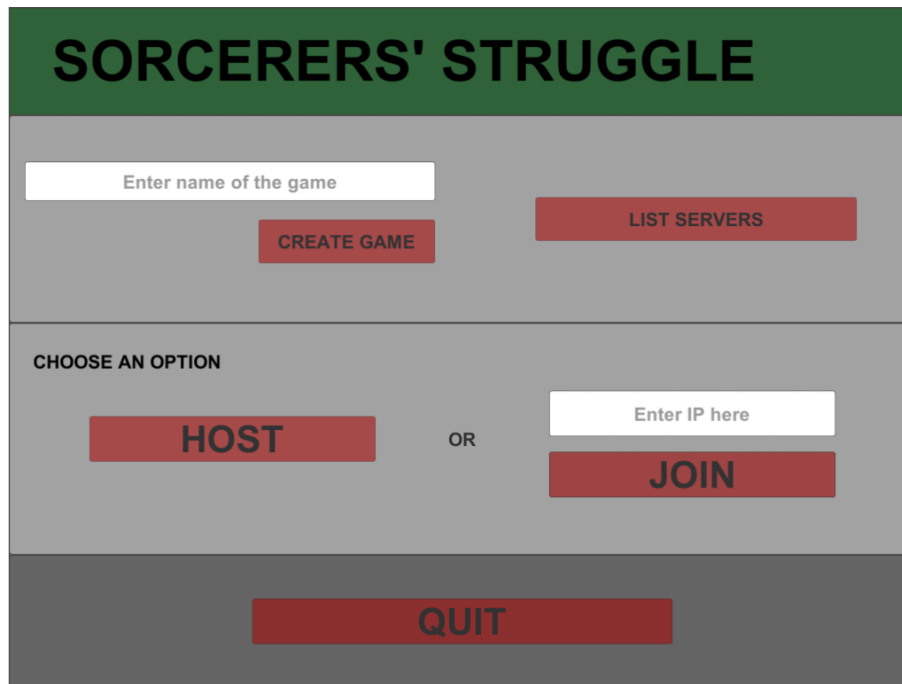 SORCERERS' STRUGGLE
Enter name of the game
CREATE GAME
LIST SERVERS
CHOOSE AN OPTION
HOST
OR
Enter IP here
JOIN
QUIT